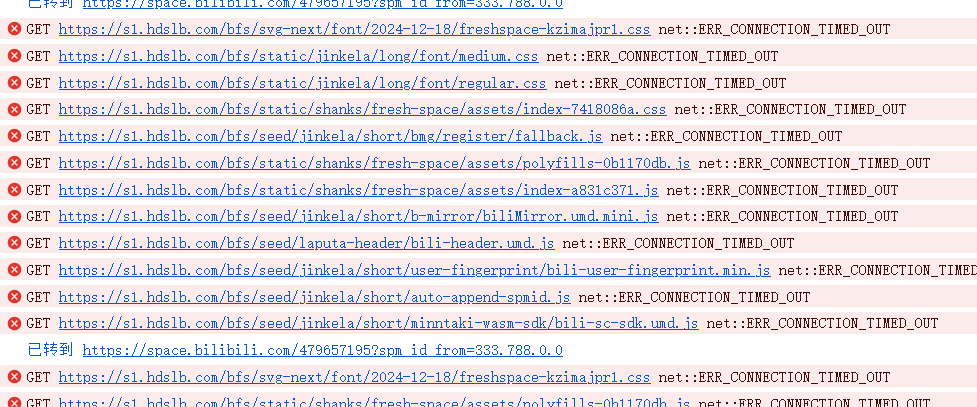 已转到 https://space.bilibili.com/479657195?spm_id_from=333.788.0.0
GET https://s1.hdslb.com/bfs/svg-next/font/2024-12-18/freshspace-kzimajpr1.css net::ERR_CONNECTION_TIMED_OUT
GET https://s1.hdslb.com/bfs/static/jinkela/long/font/medium.css net::ERR_CONNECTION_TIMED_OUT
GET https://s1.hdslb.com/bfs/static/jinkela/long/font/regular.css net::ERR_CONNECTION_TIMED_OUT
GET https://s1.hdslb.com/bfs/static/shanks/fresh-space/assets/index-7418086a.css net::ERR_CONNECTION_TIMED_OUT
GET https://s1.hdslb.com/bfs/seed/jinkela/short/bmg/register/fallback.js net::ERR_CONNECTION_TIMED_OUT
GET https://s1.hdslb.com/bfs/static/shanks/fresh-space/assets/polyfills-0b1170db.js net::ERR_CONNECTION_TIMED_OUT
GET https://s1.hdslb.com/bfs/static/shanks/fresh-space/assets/index-a831c371.js net::ERR_CONNECTION_TIMED_OUT
GET https://s1.hdslb.com/bfs/seed/jinkela/short/b-mirror/biliMirror.umd.mini.js net::ERR_CONNECTION_TIMED_OUT
GET https://s1.hdslb.com/bfs/seed/laputa-header/bili-header.umd.js net::ERR_CONNECTION_TIMED_OUT
GET https://s1.hdslb.com/bfs/seed/jinkela/short/user-fingerprint/bili-user-fingerprint.min.js net::ERR_CONNECTION_TIMED
GET https://s1.hdslb.com/bfs/seed/jinkela/short/auto-append-spmid.js net::ERR_CONNECTION_TIMED_OUT
GET https://s1.hdslb.com/bfs/seed/jinkela/short/minntaki-wasm-sdk/bili-sc-sdk.umd.js net::ERR_CONNECTION_TIMED_OUT
已转到 https://space.bilibili.com/479657195?spm_id_from=333.788.0.0
GET https://s1.hdslb.com/bfs/svg-next/font/2024-12-18/freshspace-kzimajpr1.css net::ERR_CONNECTION_TIMED_OUT
GET https://s1.hdslb.com/bfs/static/shanks/fresh-space/assets/polyfills-0b1170db.js net::ERR_CONNECTION_TIMED_OUT